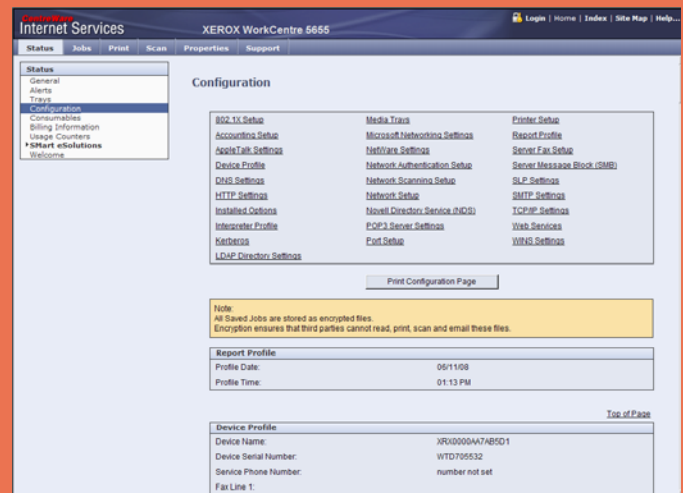 CentreWare
Internet Services
XEROX WorkCentre 5655
Login | Home | Index | Site Map | Help...
Status Jobs Print Scan Properties Support
Status
General
Alerts
Trays
Configuration
Consumables
Billing Information
Usage Counters
SMart eSolutions
Welcome
Configuration
802.1X Setup
Accounting Setup
AppleTalk Settings
Device Profile
DNS Settings
HTTP Settings
Installed Options
Interpreter Profile
Kerberos
LDAP Directory Settings
Media Trays
Microsoft Networking Settings
NetWare Settings
Network Authentication Setup
Network Scanning Setup
Network Setup
Novell Directory Service (NDS)
POP3 Server Settings
Port Setup
Printer Setup
Report Profile
Server Fax Setup
Server Message Block (SMB)
SLP Settings
SMTP Settings
TCP/IP Settings
Web Services
WINS Settings
Print Configuration Page
Note:
All Saved Jobs are stored as encrypted files.
Encryption ensures that third parties cannot read, print, scan and email these files.
Report Profile
Profile Date: 06/11/08
Profile Time: 01:13 PM
Top of Page
Device Profile
Device Name: XRX0000AA7AB5D1
Device Serial Number: WTD705532
Service Phone Number: number not set
Fax Line 1: